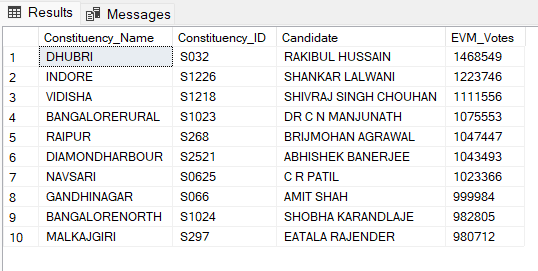 Results Messages
Constituency_Name Constituency_ID Candidate EVM_Votes
1 DHUBRI S032 RAKIBUL HUSSAIN 1468549
2 INDORE S1226 SHANKAR LALWANI 1223746
3 VIDISHA S1218 SHIVRAJ SINGH CHOUHAN 1111556
4 BANGALORERURAL S1023 DR C N MANJUNATH 1075553
5 RAIPUR S268 BRIJMOHAN AGRAWAL 1047447
6 DIAMONDHARBOUR S2521 ABHISHEK BANERJEE 1043493
7 NAVSARI S0625 C R PATIL 1023366
8 GANDHINAGAR S066 AMIT SHAH 999984
9 BANGALORENORTH S1024 SHOBHA KARANDLAJE 982805
10 MALKAJGIRI S297 EATALA RAJENDER 980712